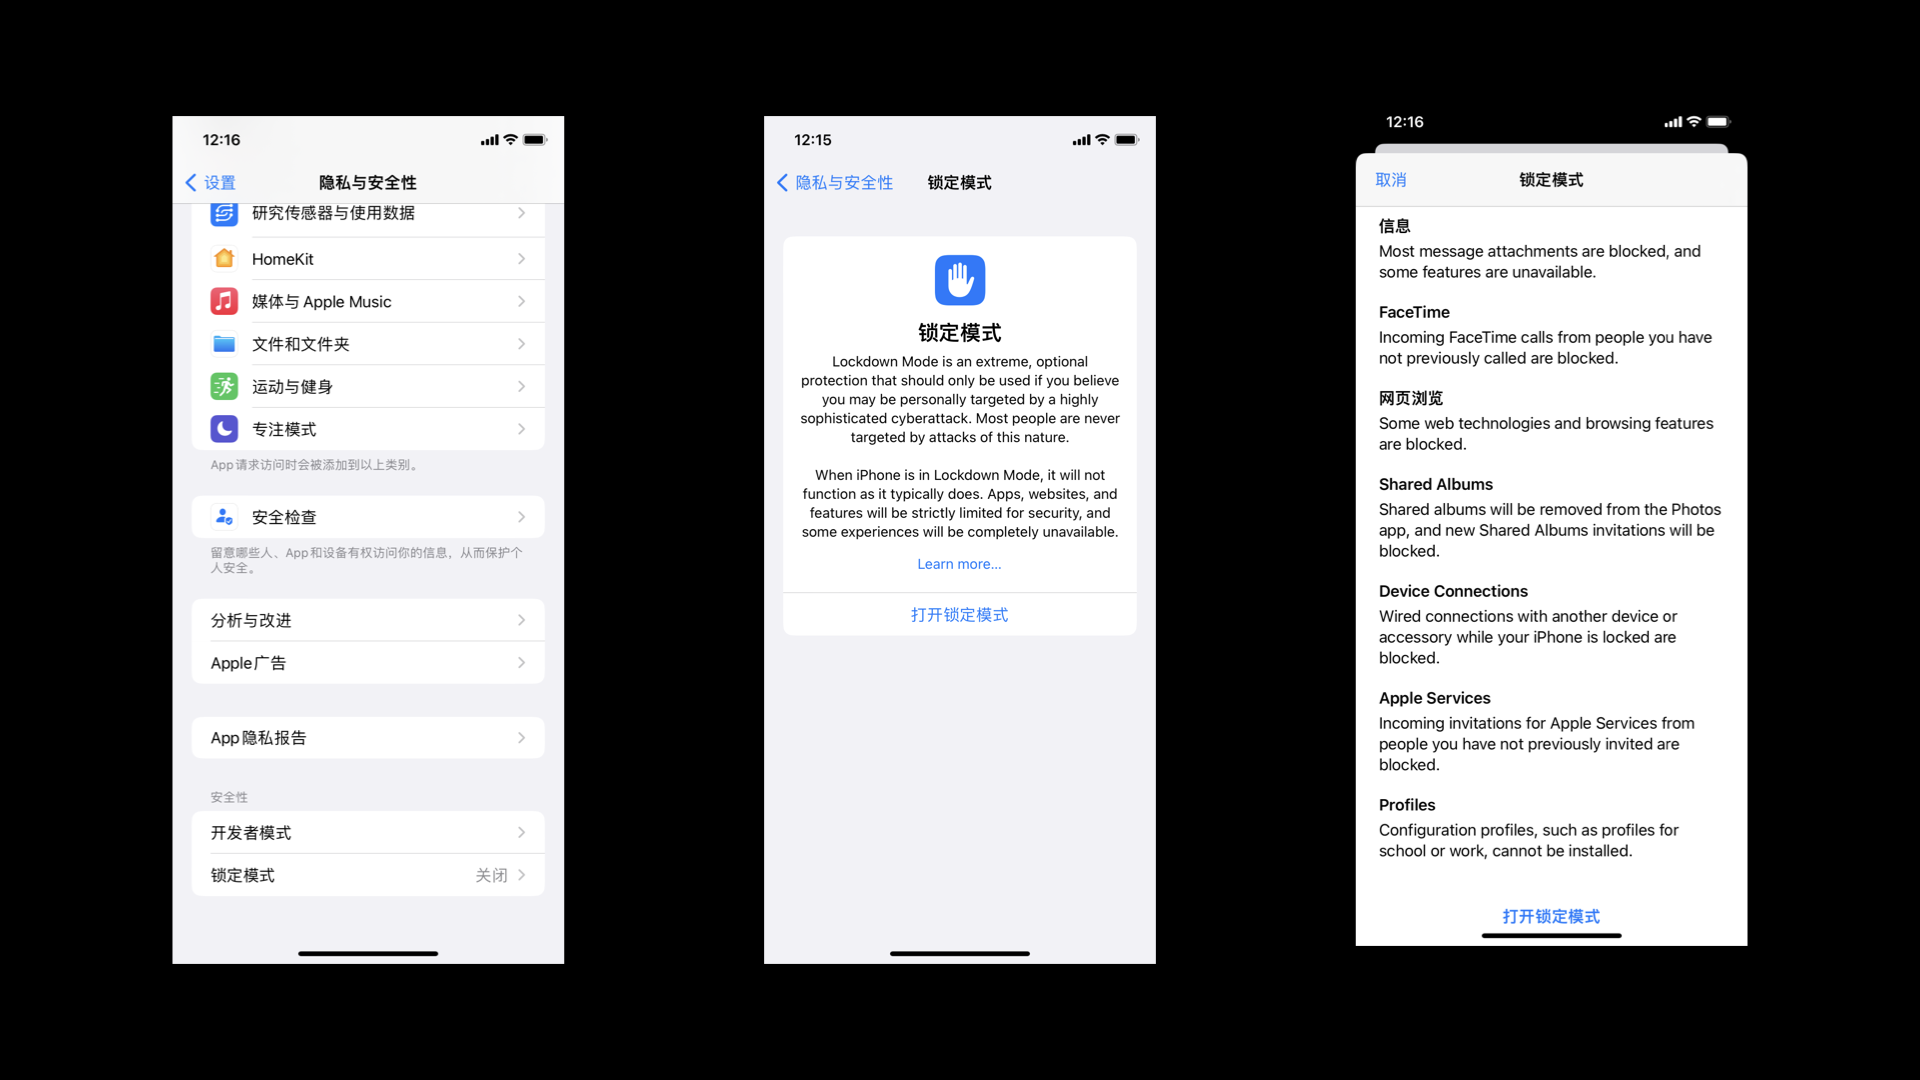 12:16
设置
隐私与安全性
研究传感器与使用数据
HomeKit
媒体与 Apple Music
文件和文件夹
运动与健身
专注模式
App 请求访问时会被添加到以上类别。
安全检查
留意哪些人、App 和设备有权访问你的信息，从而保护个
人安全。
分析与改进
Apple 广告
App 隐私报告
安全性
开发者模式
锁定模式 关闭
12:15
隐私与安全性
锁定模式
锁定模式
Lockdown Mode is an extreme, optional
protection that should only be used if you believe
you may be personally targeted by a highly
sophisticated cyberattack. Most people are never
targeted by attacks of this nature.
When iPhone is in Lockdown Mode, it will not
function as it typically does. Apps, websites, and
features will be strictly limited for security, and
some experiences will be completely unavailable.
Learn more...
打开锁定模式
12:16
取消
锁定模式
信息
Most message attachments are blocked, and
some features are unavailable.
FaceTime
Incoming FaceTime calls from people you have
not previously called are blocked.
网页浏览
Some web technologies and browsing features
are blocked.
Shared Albums
Shared albums will be removed from the Photos
app, and new Shared Albums invitations will be
blocked.
Device Connections
Wired connections with another device or
accessory while your iPhone is locked are
blocked.
Apple Services
Incoming invitations for Apple Services from
people you have not previously invited are
blocked.
Profiles
Configuration profiles, such as profiles for
school or work, cannot be installed.
打开锁定模式